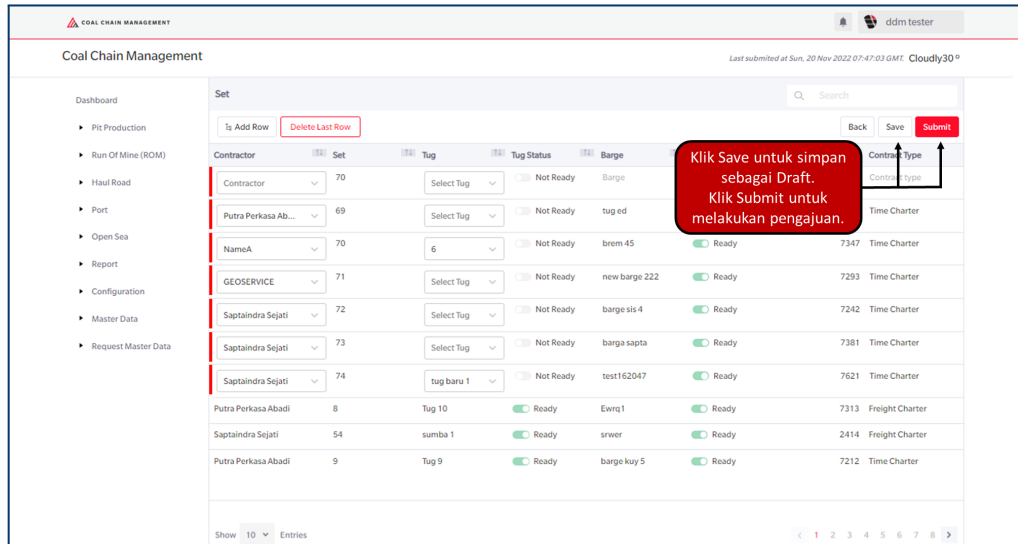 COAL CHAIN MANAGEMENT
ddm tester
Coal Chain Management
Last submited at Sun, 20 Nov 2022 07:47:03 GMT. Cloudly30°
Dashboard
Pit Production
Run Of Mine (ROM)
Haul Road
Port
Open Sea
Report
Configuration
Master Data
Request Master Data
Set
Search
Add Row Delete Last Row Back Save Submit
Contractor Set Tug Tug Status Barge Contract Type
Contractor 70 Select Tug Not Ready Barge Contract type
Putra Perkasa Ab... 69 Select Tug Not Ready tug ed Time Charter
NameA 70 6 Not Ready brem 45 Ready 7347 Time Charter
GEOSERVICE 71 Select Tug Not Ready new barge 222 Ready 7293 Time Charter
Saptaindra Sejati 72 Select Tug Not Ready barge sis 4 Ready 7242 Time Charter
Saptaindra Sejati 73 Select Tug Not Ready barga sapta Ready 7381 Time Charter
Saptaindra Sejati 74 tug baru 1 Not Ready test162047 Ready 7621 Time Charter
Putra Perkasa Abadi 8 Tug 10 Ready Ewrq1 Ready 7313 Freight Charter
Saptaindra Sejati 54 sumba 1 Ready srwer Ready 2414 Freight Charter
Putra Perkasa Abadi 9 Tug 9 Ready barge kuy 5 Ready 7212 Time Charter
Klik Save untuk simpan
sebagai Draft.
Klik Submit untuk
melakukan pengajuan.
Show 10 Entries
1 2 3 4 5 6 7 8